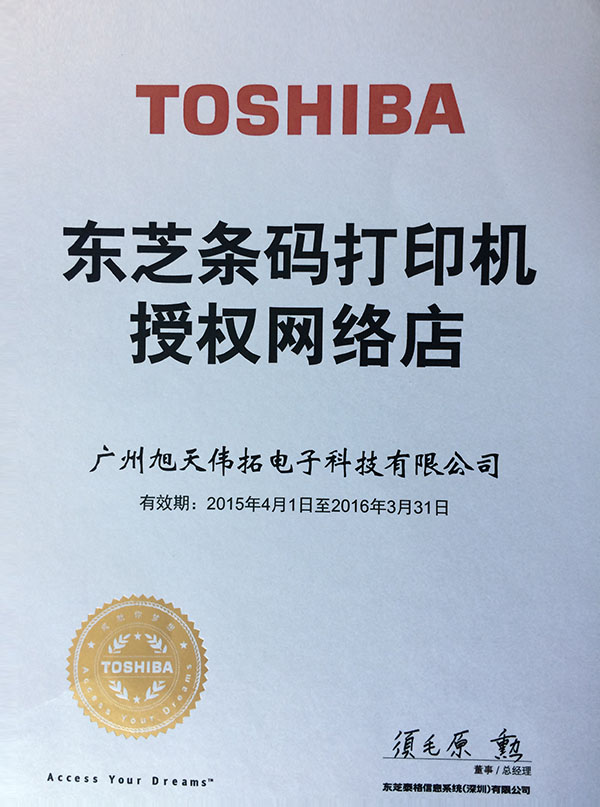 TOSHIBA
东芝条码打印机
授权网络店
广州旭天伟拓电子科技有限公司
有效期：2015年4月1日至2016年3月31日
TOSHIBA
Access Your Dreams
Access Your Dreams™
须毛原 勲
董事 / 总经理
东芝泰格信息系统(深圳)有限公司